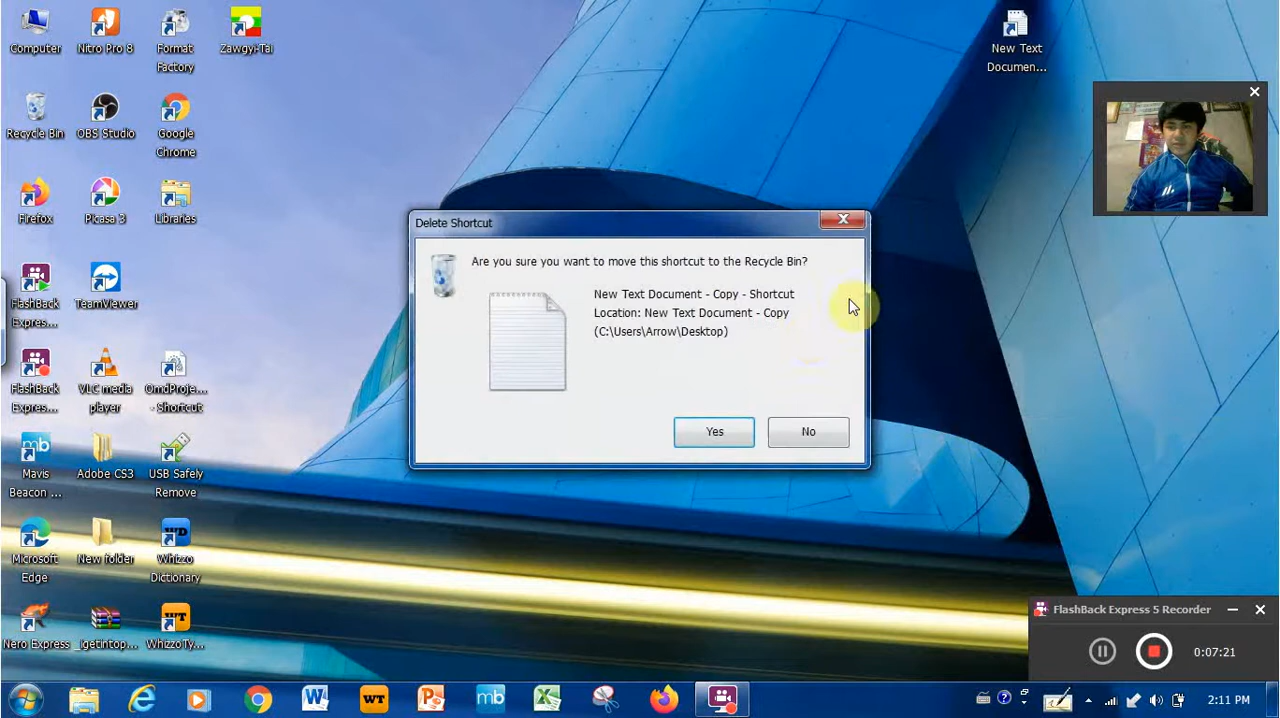 Computer
Nitro Pro 8
Format
Factory
Zawgyi-Tai
New Text
Documen...
Recycle Bin
OBS Studio
Google
Chrome
Firefox
Picasa 3
Libraries
Delete Shortcut
Are you sure you want to move this shortcut to the Recycle Bin?
New Text Document - Copy - Shortcut
Location: New Text Document - Copy
(C:\Users\Arrow\Desktop)
Yes
No
FlashBack
Expres...
TeamViewer
FlashBack
Expres...
VLC media
player
OmdProje...
- Shortcut
Mavis
Beacon ...
Adobe CS3
USB Safely
Remove
Microsoft
Edge
New folder
Whizzo
Dictionary
Nero Express
_igetintop...
WhizzoTy...
FlashBack Express 5 Recorder
0:07:21
2:11 PM